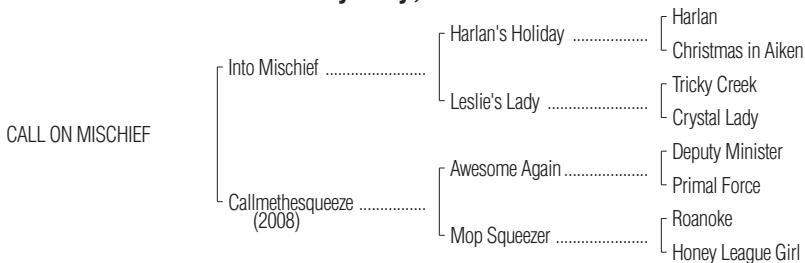 Harlan
Harlan's Holiday ..................
Christmas in Aiken
Into Mischief ........................
Tricky Creek
Leslie's Lady ........................
Crystal Lady
CALL ON MISCHIEF
Deputy Minister
Awesome Again ....................
Primal Force
Callmethesqueeze ................
(2008)
Roanoke
Mop Squeezer ......................
Honey League Girl